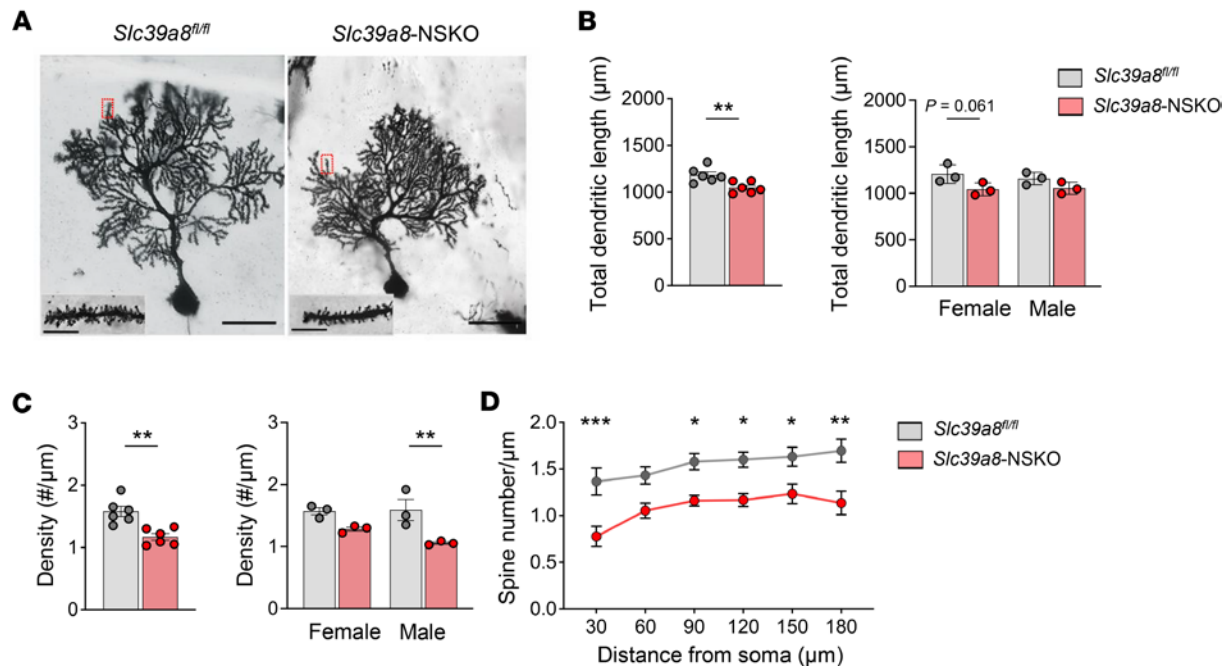 A
Slc39a8fl/fl
Slc39a8-NSKO
B
Total dendritic length (µm)
2000
1500
1000
500
0
**
Total dendritic length (µm)
2000
1500
1000
500
0
P = 0.061
Female
Male
Slc39a8fl/fl
Slc39a8-NSKO
C
Density (#/µm)
3
2
1
0
**
Density (#/µm)
3
2
1
0
**
Female
Male
D
Spine number/µm
2.0
1.5
1.0
0.5
0.0
*** * * * **
30 60 90 120 150 180
Distance from soma (µm)
Slc39a8fl/fl
Slc39a8-NSKO